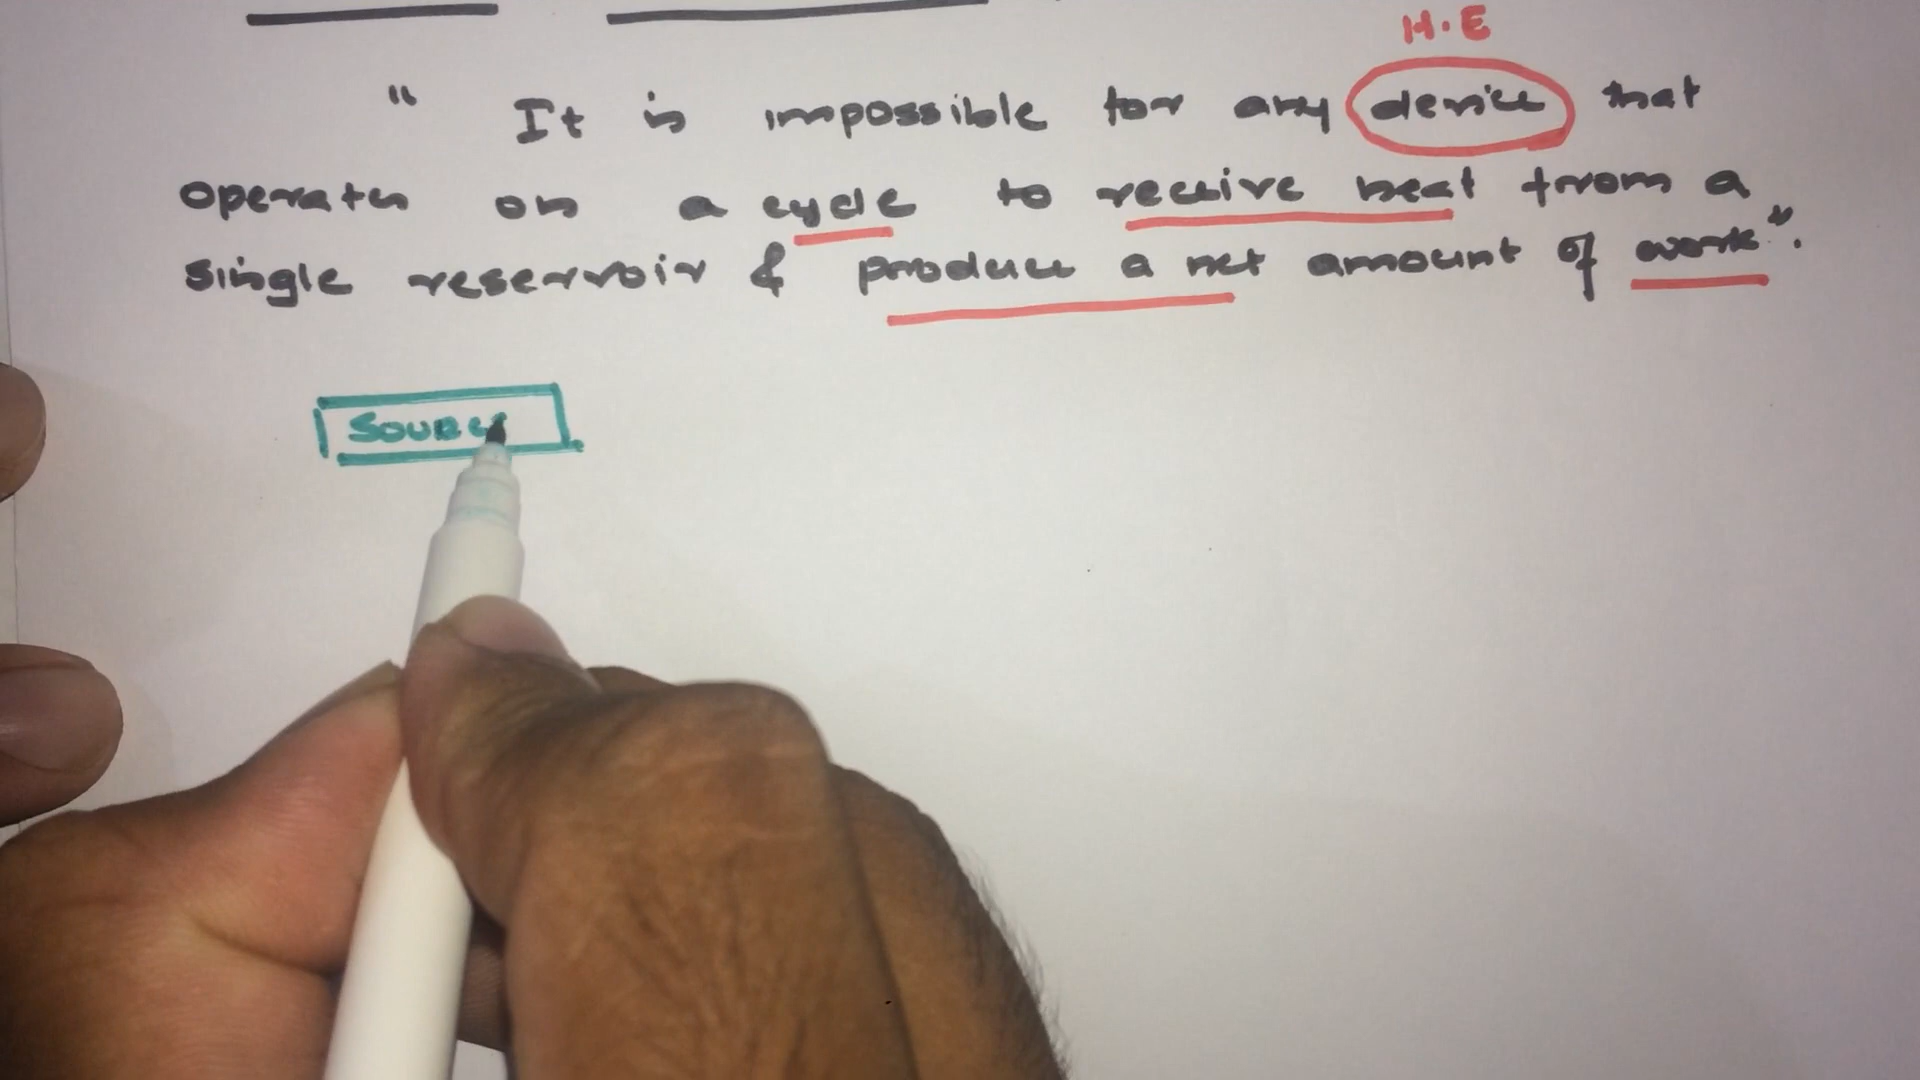 H.E
" It is impossible for any device that
operates on a cycle to receive heat from a
single reservoir & produce a net amount of work".
SOURC